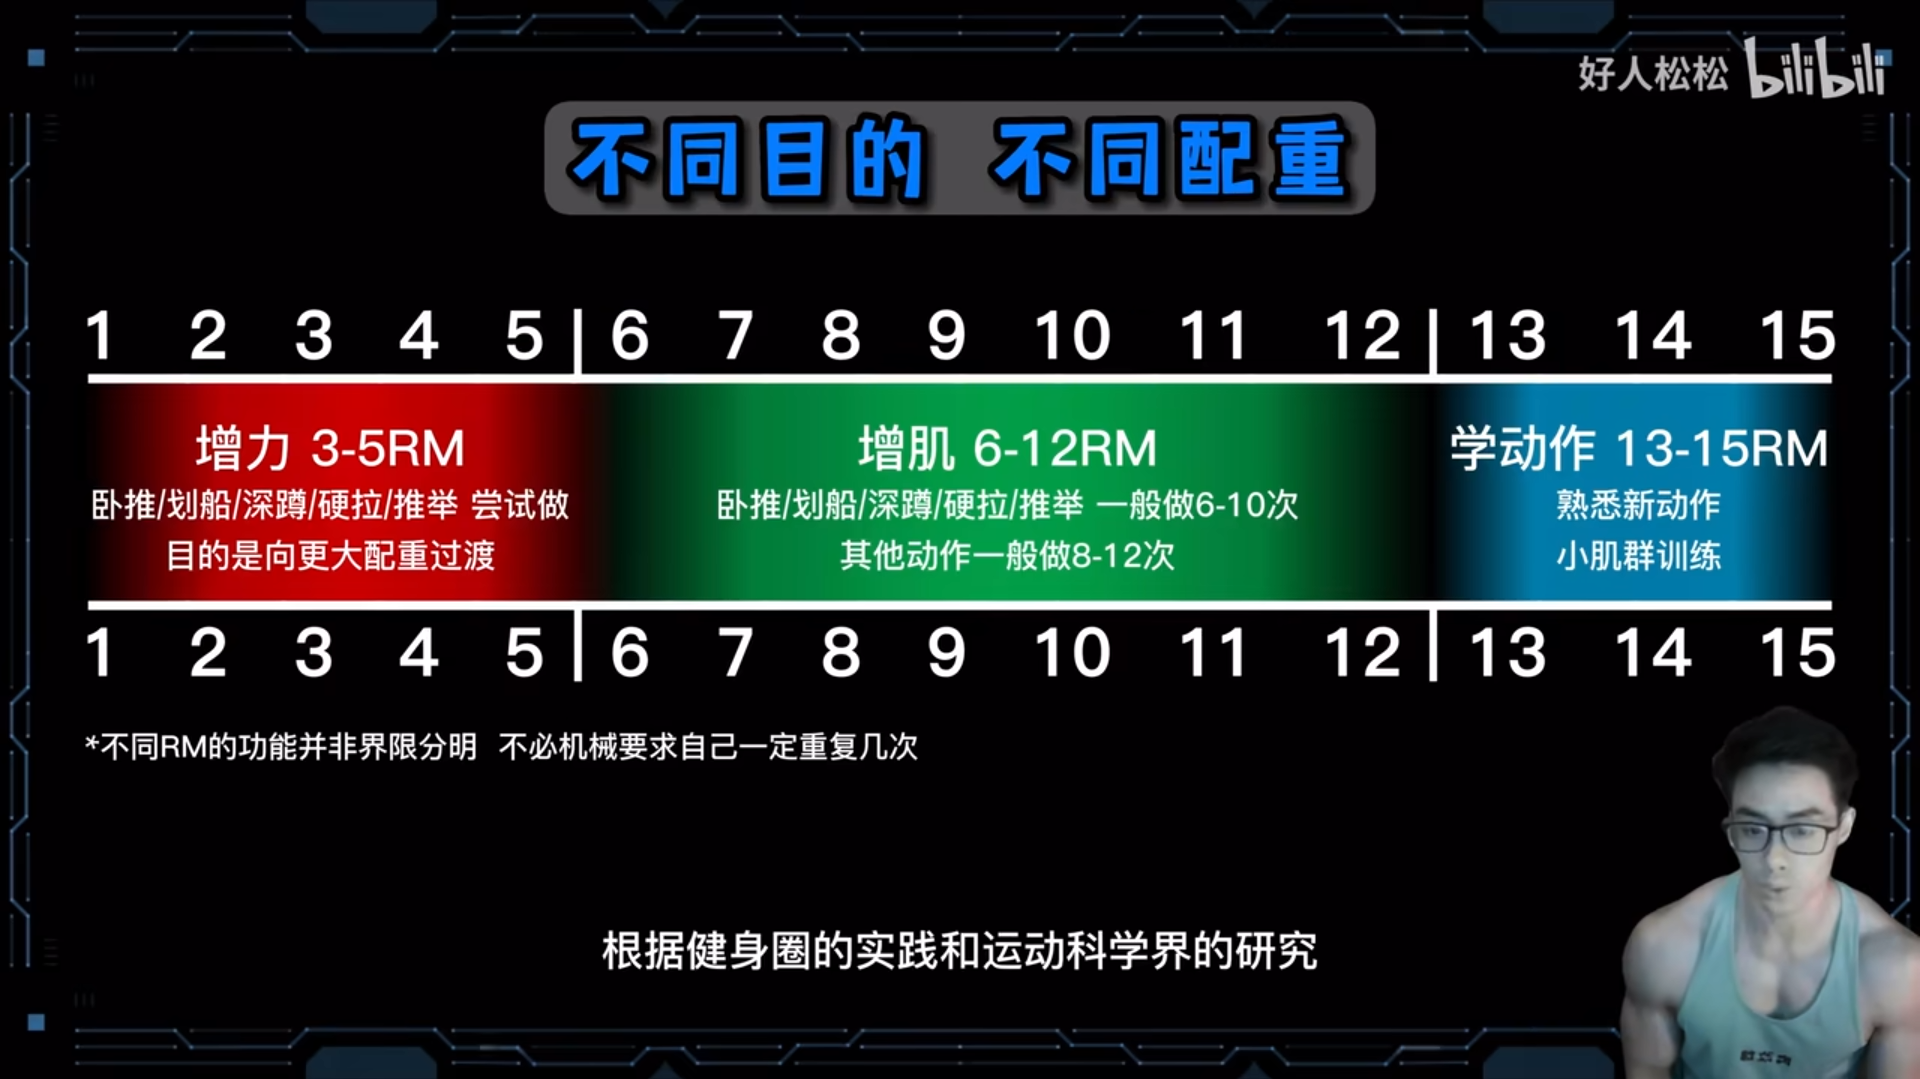 好人松松 bilibili
不同目的 不同配重
1 2 3 4 5 6 7 8 9 10 11 12 13 14 15
增力 3-5RM
卧推/划船/深蹲/硬拉/推举 尝试做
目的是向更大配重过渡
增肌 6-12RM
卧推/划船/深蹲/硬拉/推举 一般做6-10次
其他动作一般做8-12次
学动作 13-15RM
熟悉新动作
小肌群训练
1 2 3 4 5 6 7 8 9 10 11 12 13 14 15
*不同RM的功能并非界限分明 不必机械要求自己一定重复几次
根据健身圈的实践和运动科学界的研究